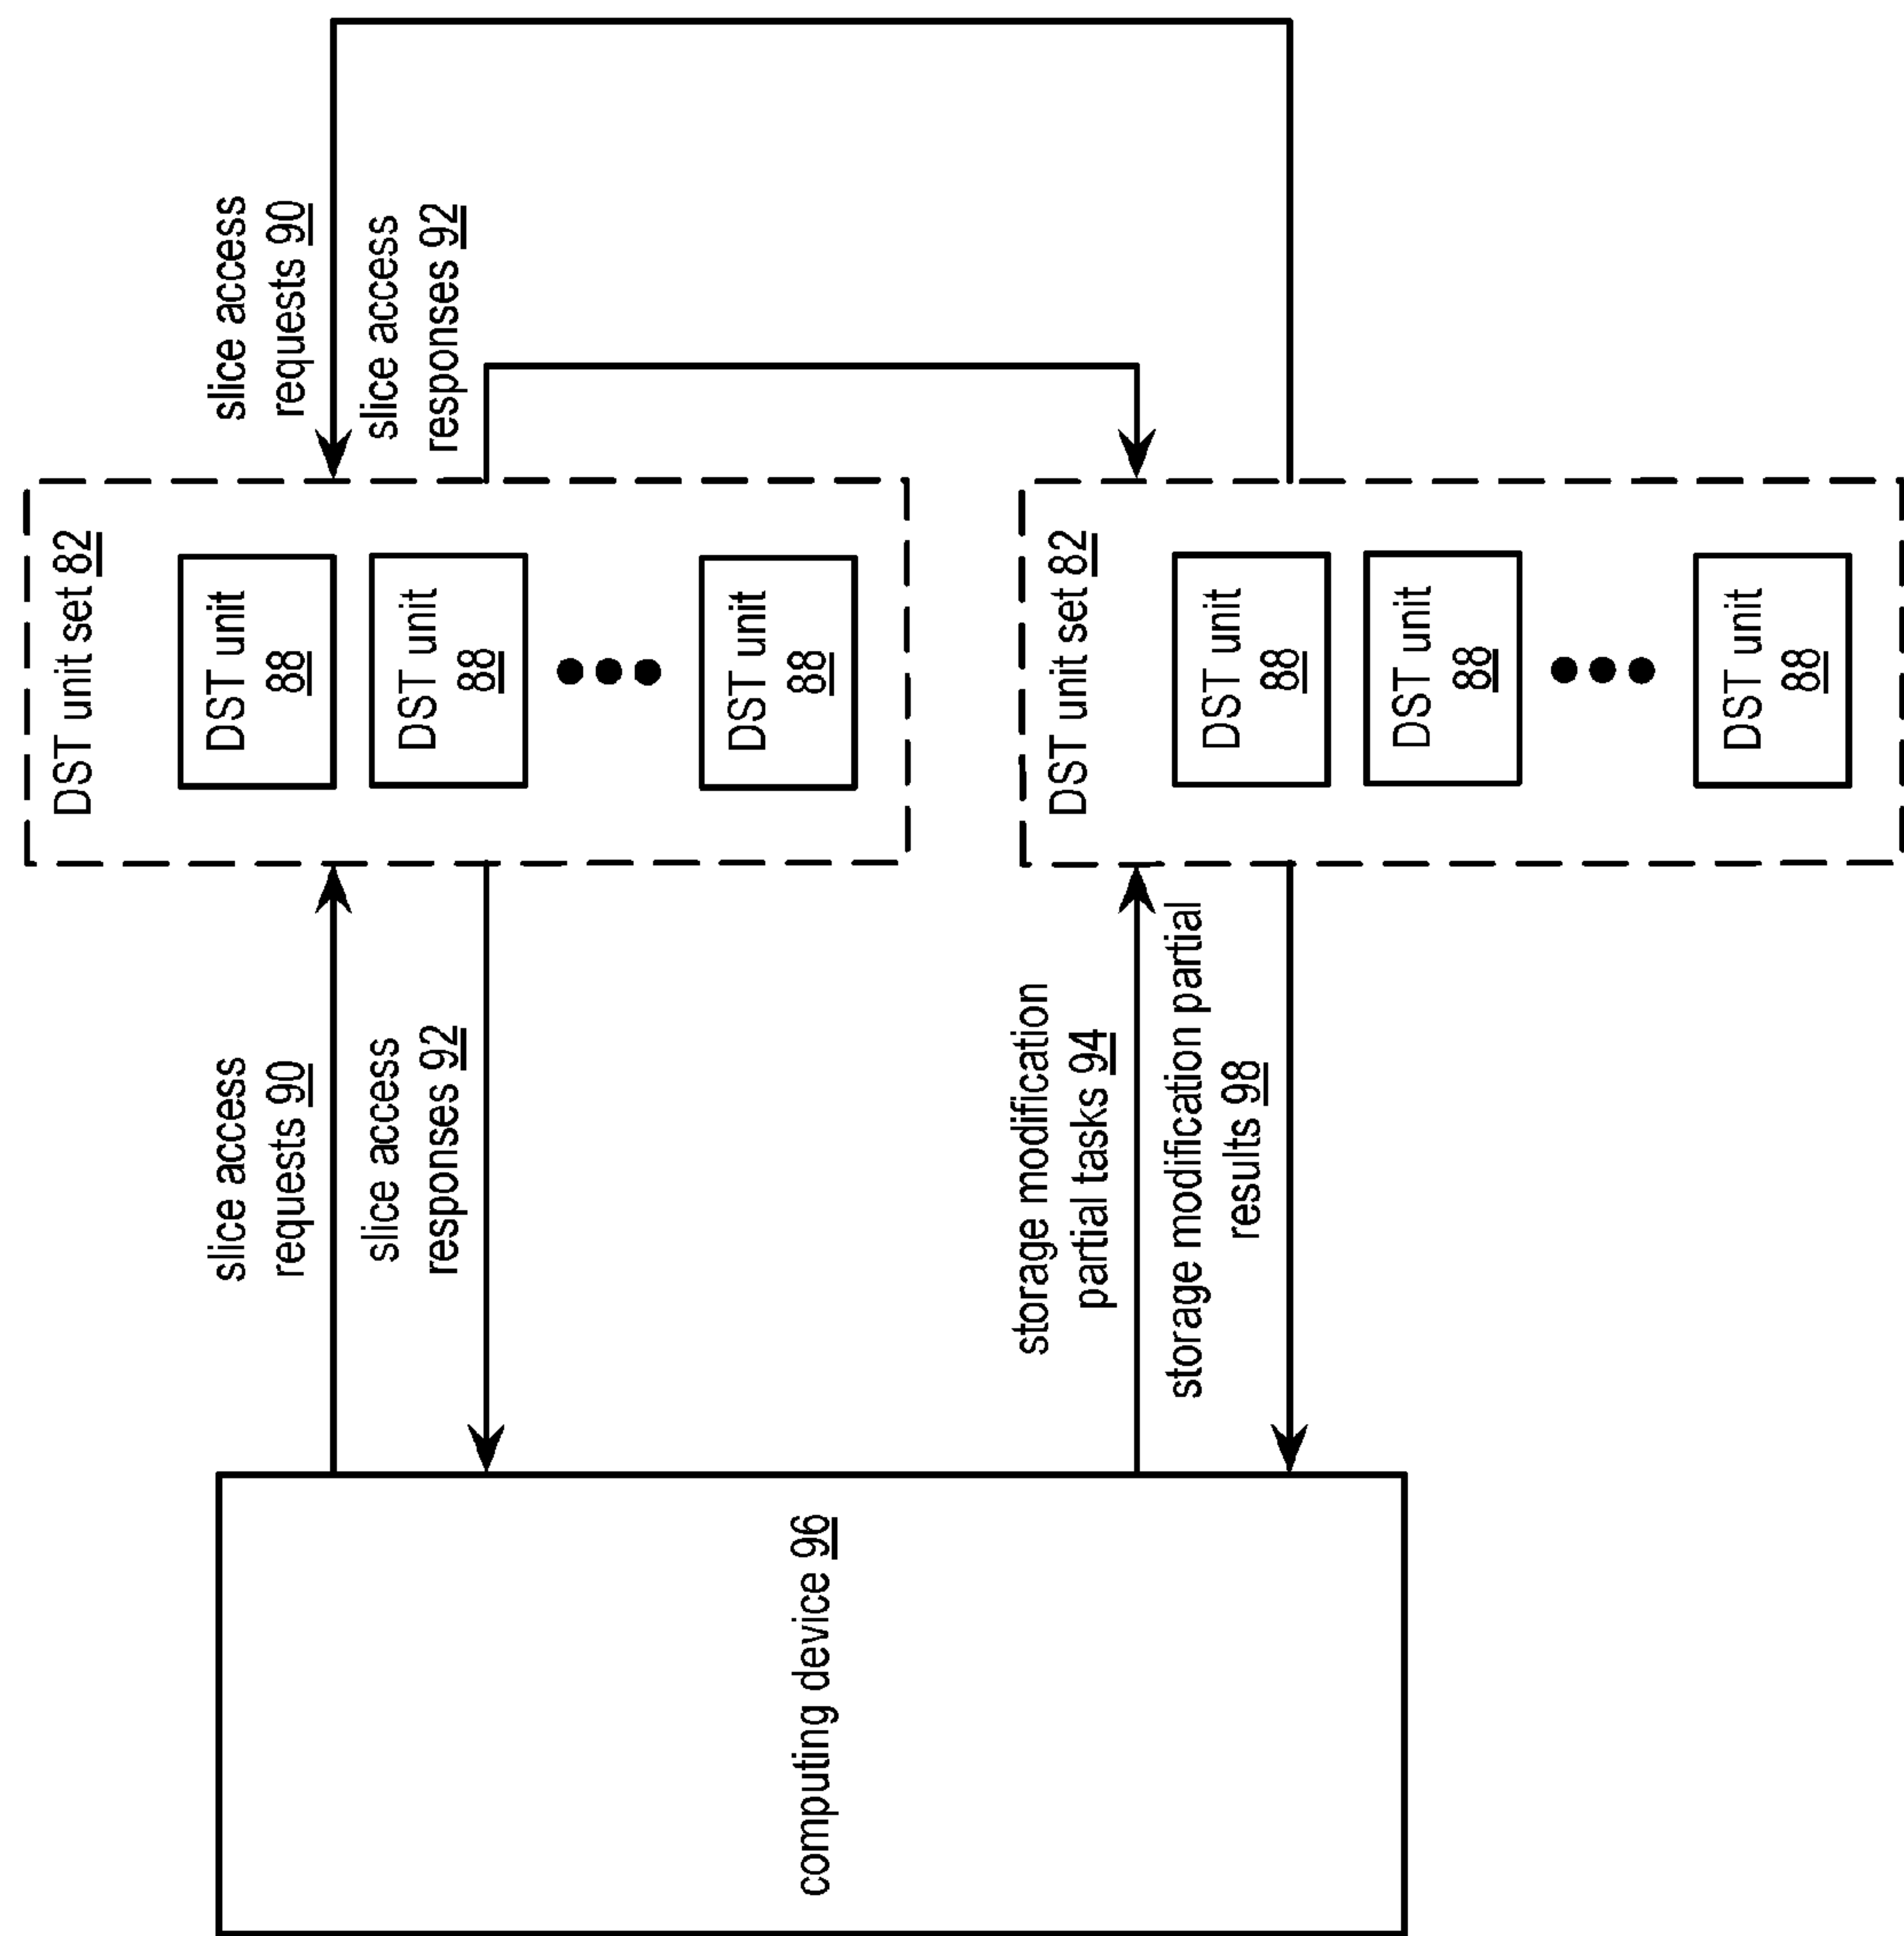 computing device 96
slice access
requests 90
slice access
responses 92
storage modification
partial tasks 94
storage modification partial
results 98
DST unit set 82
DST unit
88
DST unit
88
DST unit
88
DST unit set 82
DST unit
88
DST unit
88
DST unit
88
slice access
requests 90
slice access
responses 92